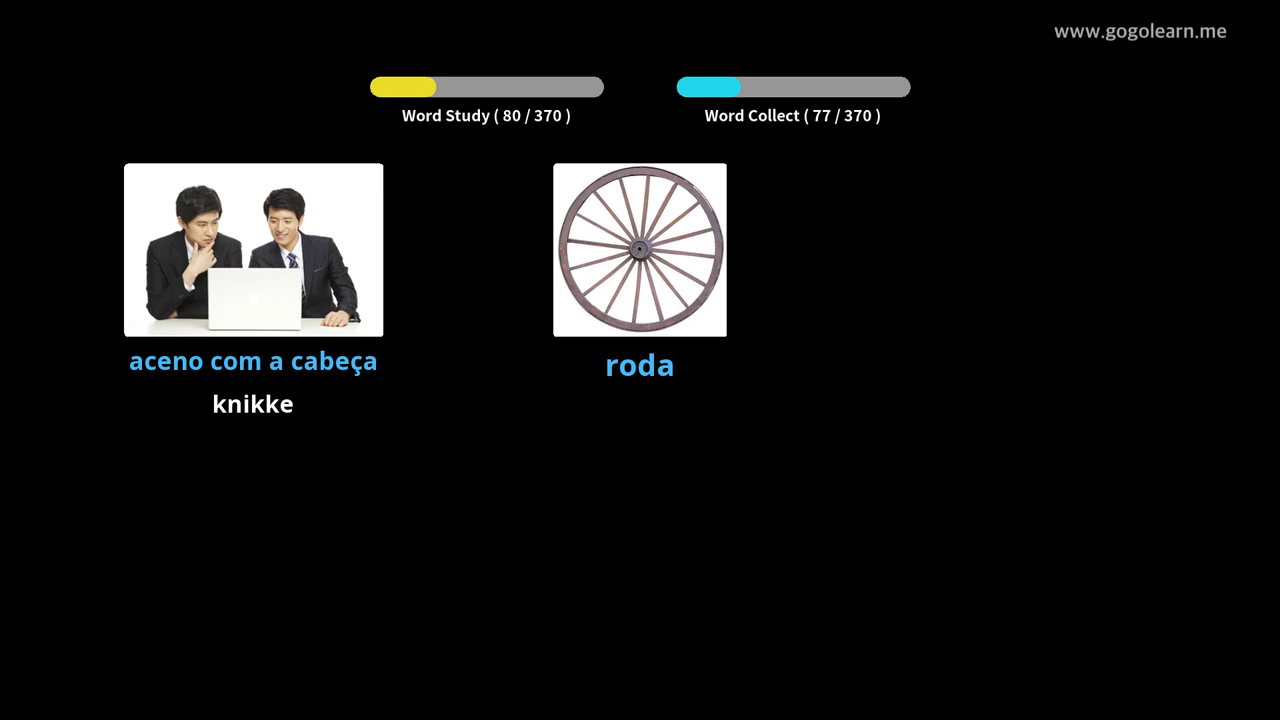 www.gogolearn.me
Word Study ( 80 / 370 )
Word Collect ( 77 / 370 )
aceno com a cabeça
knikke
roda